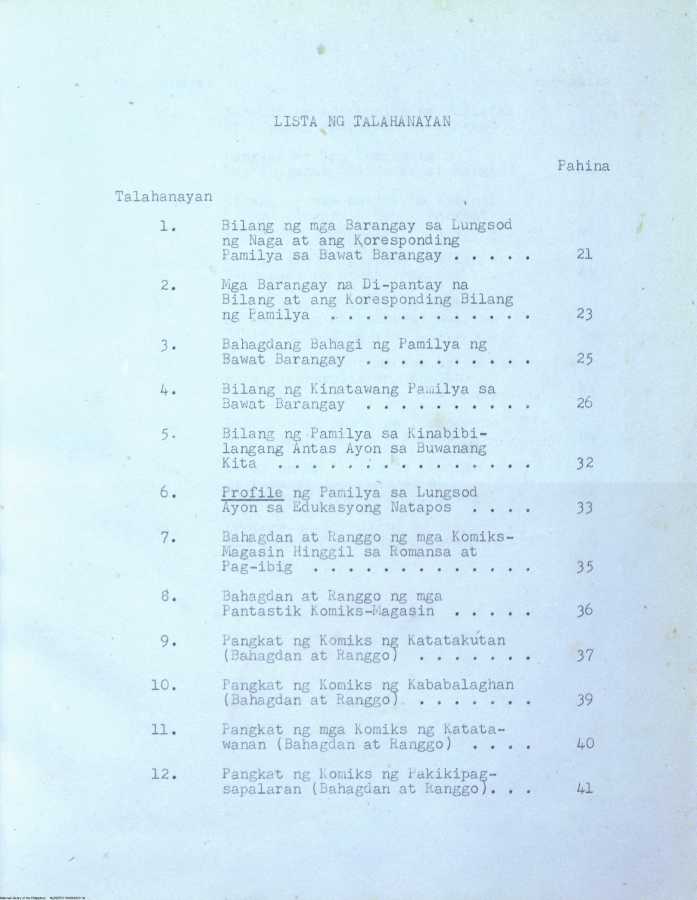 LISTA NG TALAHANAYAN
Pahina
Talahanayan
1. Bilang ng mga Barangay sa Lungsod
ng Naga at ang Koresponding
Pamilya sa Bawat Barangay . . . . . 21
2. Mga Barangay na Di-pantay na
Bilang at ang Koresponding Bilang
ng Pamilya . . . . . . . . . . . . 23
3. Bahagdang Bahagi ng Pamilya ng
Bawat Barangay . . . . . . . . . . 25
4. Bilang ng Kinatawang Pamilya sa
Bawat Barangay . . . . . . . . . . 26
5. Bilang ng Pamilya sa Kinabibi-
langang Antas Ayon sa Buwanang
Kita . . . . . . . . . . . . . . . 32
6. Profile ng Pamilya sa Lungsod
Ayon sa Edukasyong Natapos . . . . 33
7. Bahagdan at Ranggo ng mga Komiks-
Magasin Hinggil sa Romansa at
Pag-ibig . . . . . . . . . . . . . 35
8. Bahagdan at Ranggo ng mga
Pantastik Komiks-Magasin . . . . . 36
9. Pangkat ng Komiks ng Katatakutan
(Bahagdan at Ranggo) . . . . . . . 37
10. Pangkat ng Komiks ng Kababalaghan
(Bahagdan at Ranggo) . . . . . . . 39
11. Pangkat ng mga Komiks ng Katata-
wanan (Bahagdan at Ranggo) . . . . 40
12. Pangkat ng Komiks ng Pakikipag-
sapalaran (Bahagdan at Ranggo). . . 41
National Library of the Philippines